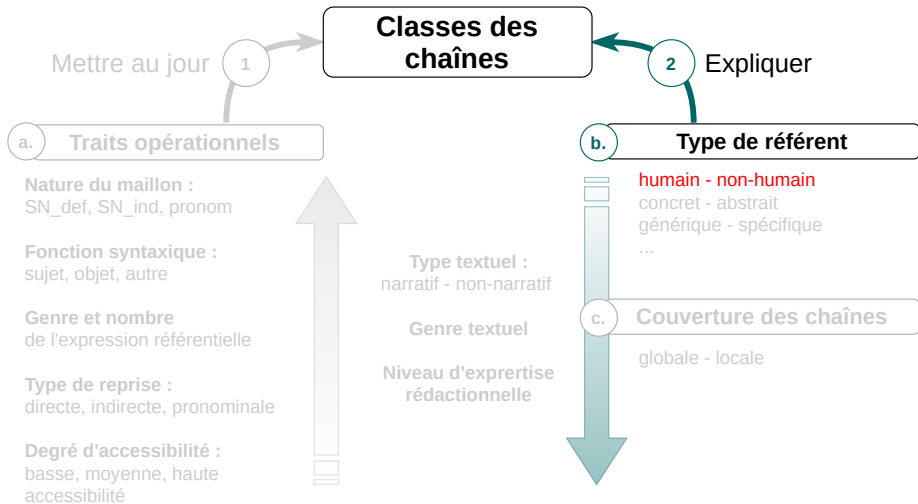 Classes des
chaînes
Mettre au jour
1
2
Expliquer
a.
Traits opérationnels
Nature du maillon :
SN_def, SN_ind, pronom
Fonction syntaxique :
sujet, objet, autre
Genre et nombre
de l'expression référentielle
Type de reprise :
directe, indirecte, pronominale
Degré d'accessibilité :
basse, moyenne, haute
accessibilité
Type textuel :
narratif - non-narratif
Genre textuel
Niveau d'exprertise
rédactionnelle
b.
Type de référent
humain - non-humain
concret - abstrait
générique - spécifique
...
c.
Couverture des chaînes
globale - locale